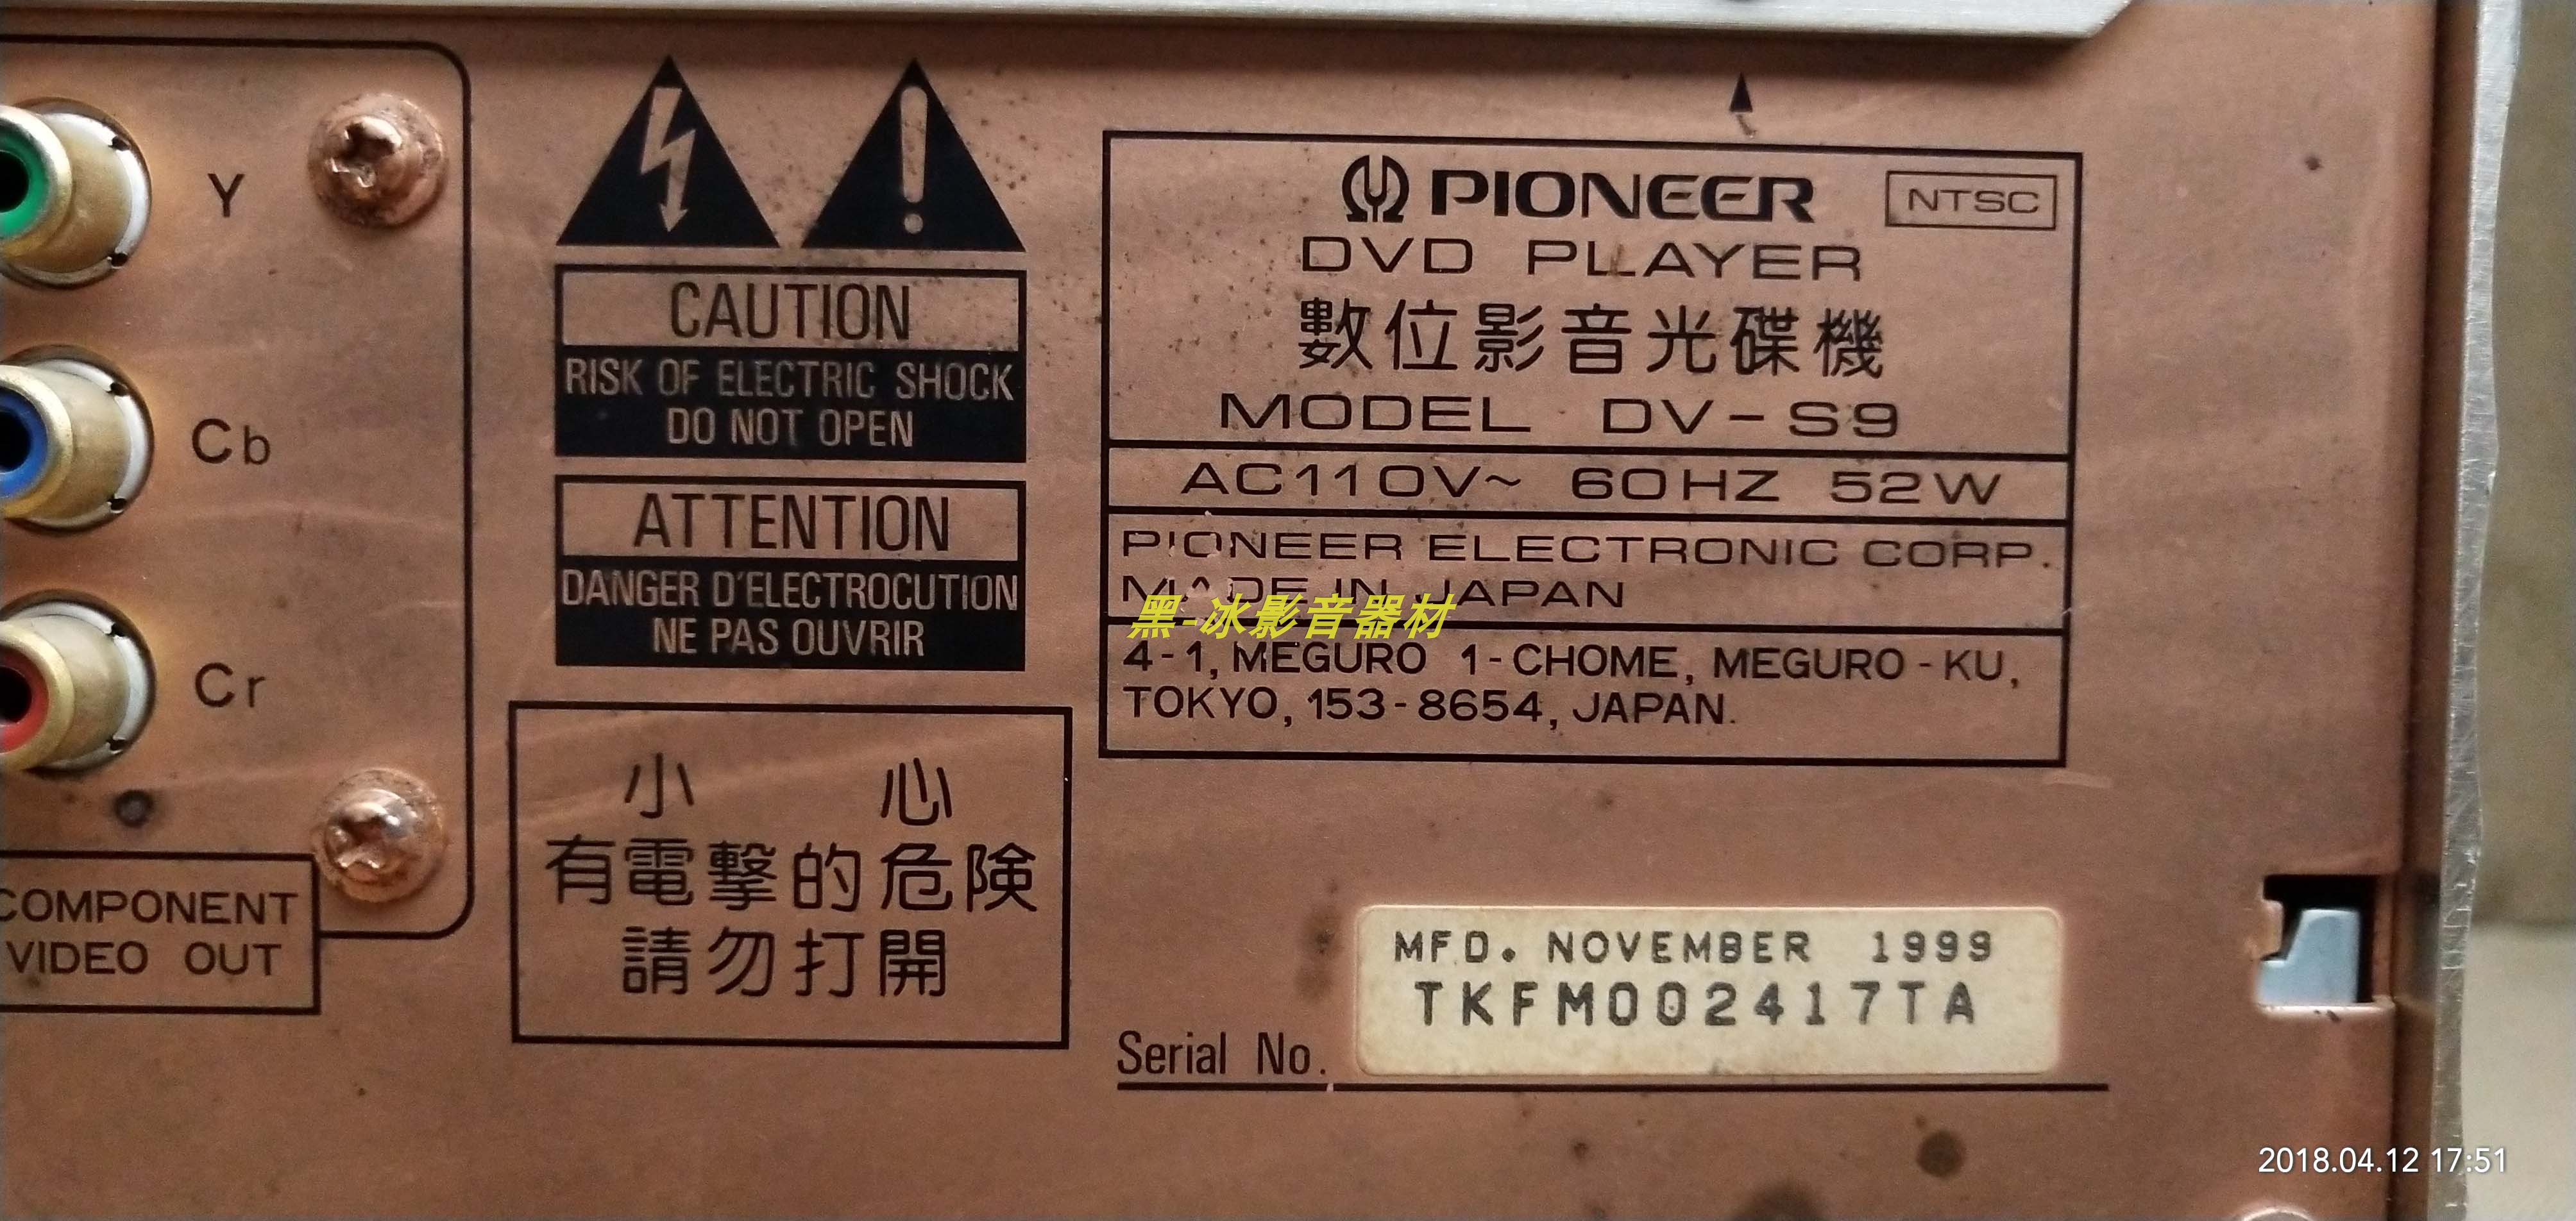 Y
Cb
Cr
COMPONENT
VIDEO OUT
CAUTION
RISK OF ELECTRIC SHOCK
DO NOT OPEN
ATTENTION
DANGER D'ELECTROCUTION
NE PAS OUVRIR
小 心
有電撃的危険
請勿打開
PIONEER NTSC
DVD PLAYER
數位影音光碟機
MODEL DV-S9
AC110V~ 60HZ 52W
PIONEER ELECTRONIC CORP.
MADE IN JAPAN
黑-冰影音器材
4-1, MEGURO 1-CHOME, MEGURO-KU,
TOKYO, 153-8654, JAPAN.
MFD. NOVEMBER 1999
TKFM002417TA
Serial No.
2018.04.12 17:51